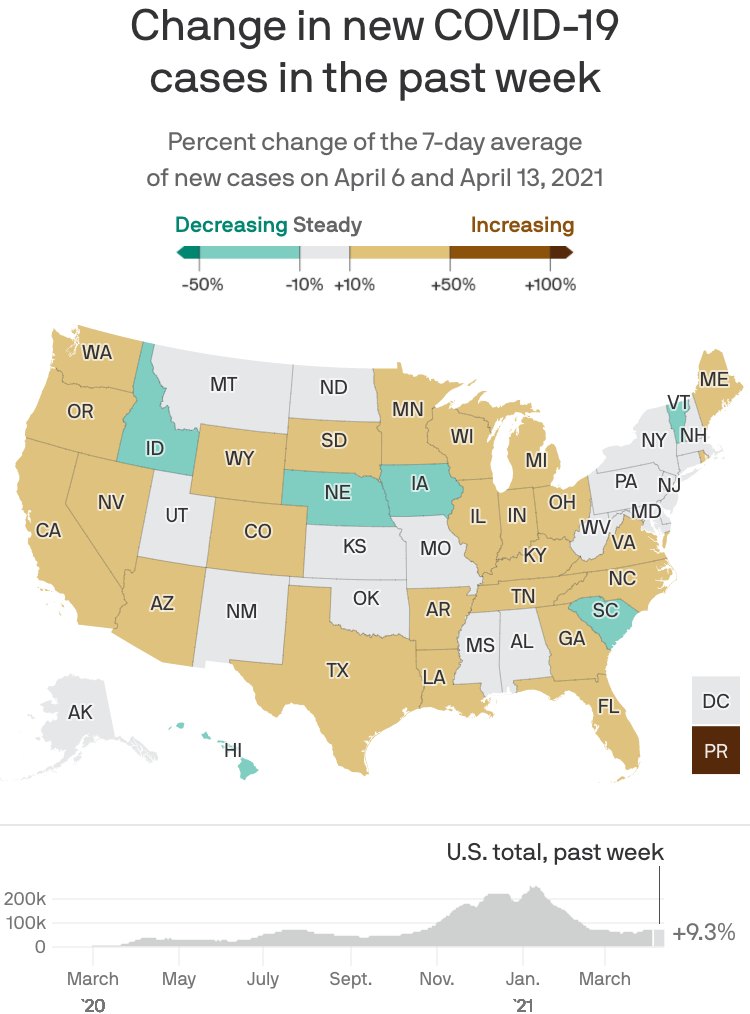 Change in new COVID-19
cases in the past week
Percent change of the 7-day average
of new cases on April 6 and April 13, 2021
Decreasing Steady Increasing
-50% -10% +10% +50% +100%
WA
MT
ND
ME
OR
MN
VT
ID
SD
WI
NY
NH
WY
MI
NV
NE
IA
PA
NJ
UT
CO
IL
IN
OH
MD
CA
KS
MO
WV
VA
KY
AZ
NM
OK
AR
TN
NC
SC
TX
MS
AL
GA
LA
AK
FL
DC
HI
PR
U.S. total, past week
200k
100k
0
+9.3%
March May July Sept. Nov. Jan. March
'20 '21